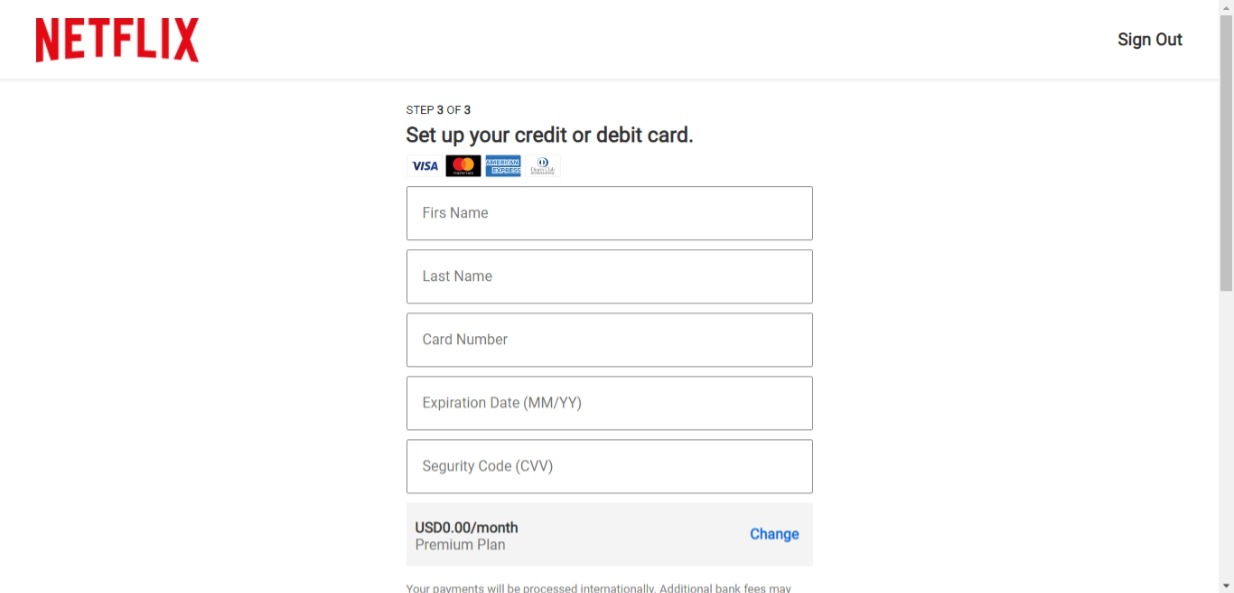 NETFLIX
Sign Out
STEP 3 OF 3
Set up your credit or debit card.
VISA
AMERICAN
EXPRESS
Firs Name
Last Name
Card Number
Expiration Date (MM/YY)
Segurity Code (CVV)
USD0.00/month
Change
Premium Plan
Your payments will be processed internationally. Additional bank fees may